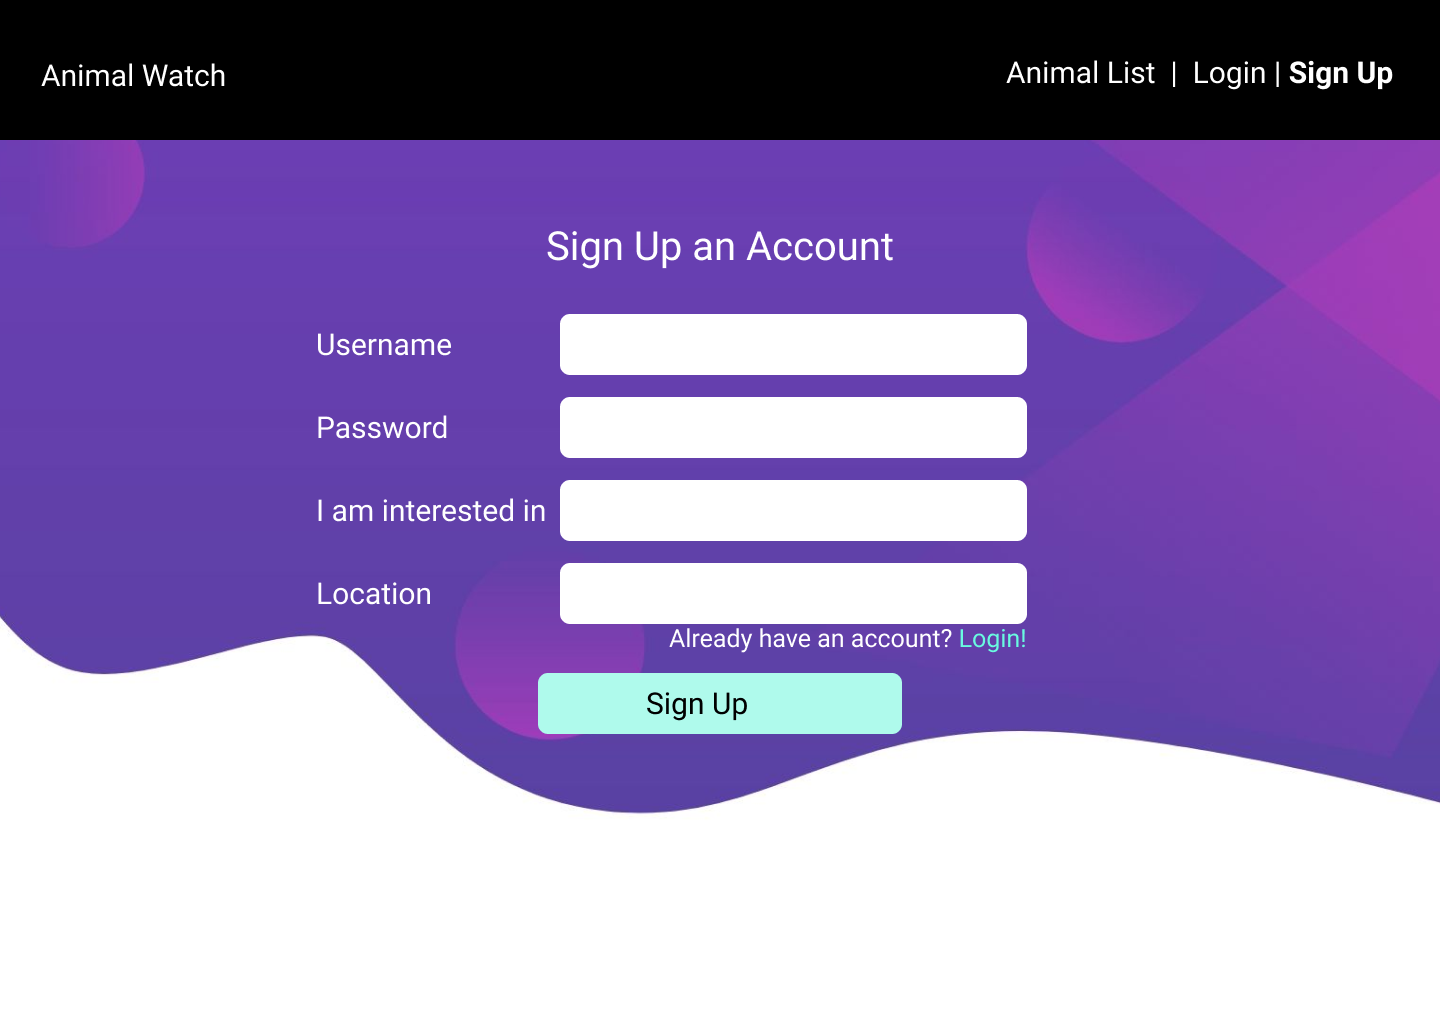 Animal Watch
Animal List | Login | Sign Up
Sign Up an Account
Username
Password
I am interested in
Location
Already have an account? Login!
Sign Up